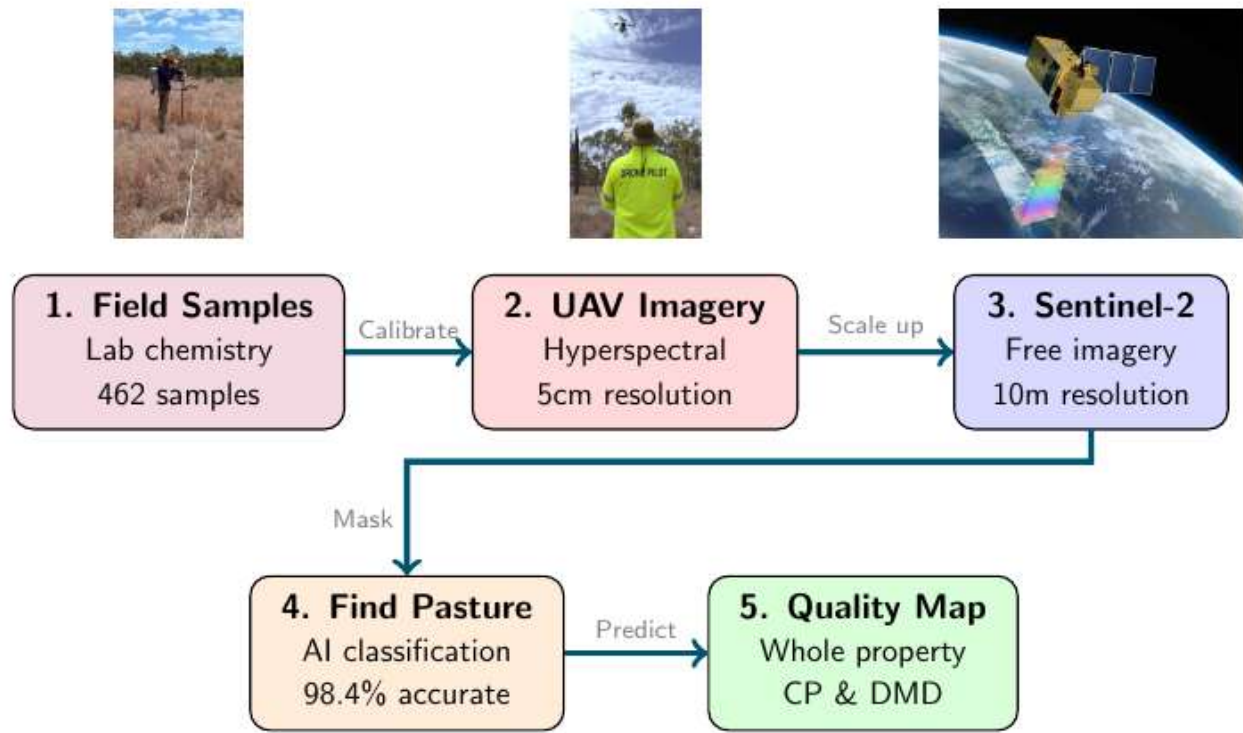 DRONE PILOT
1. Field Samples
Lab chemistry
462 samples
Calibrate
2. UAV Imagery
Hyperspectral
5cm resolution
Scale up
3. Sentinel-2
Free imagery
10m resolution
Mask
4. Find Pasture
AI classification
98.4% accurate
Predict
5. Quality Map
Whole property
CP & DMD